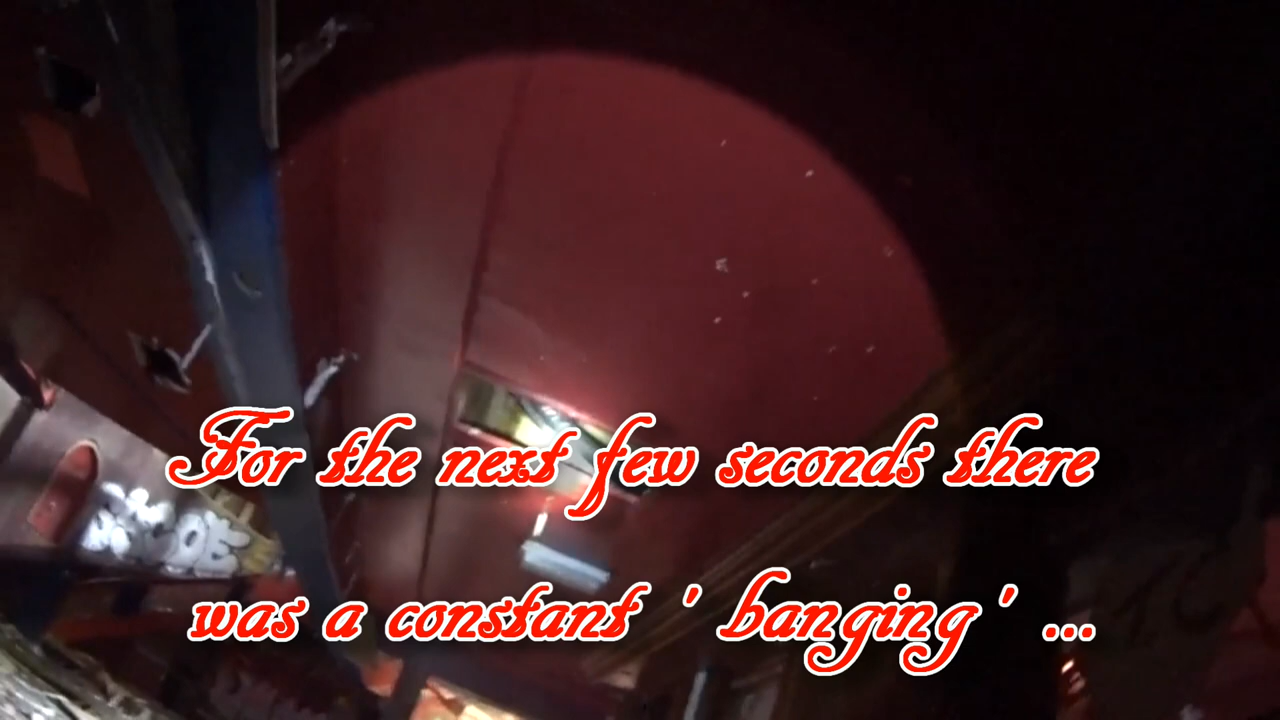 For the next few seconds there
was a constant ' banging' ...